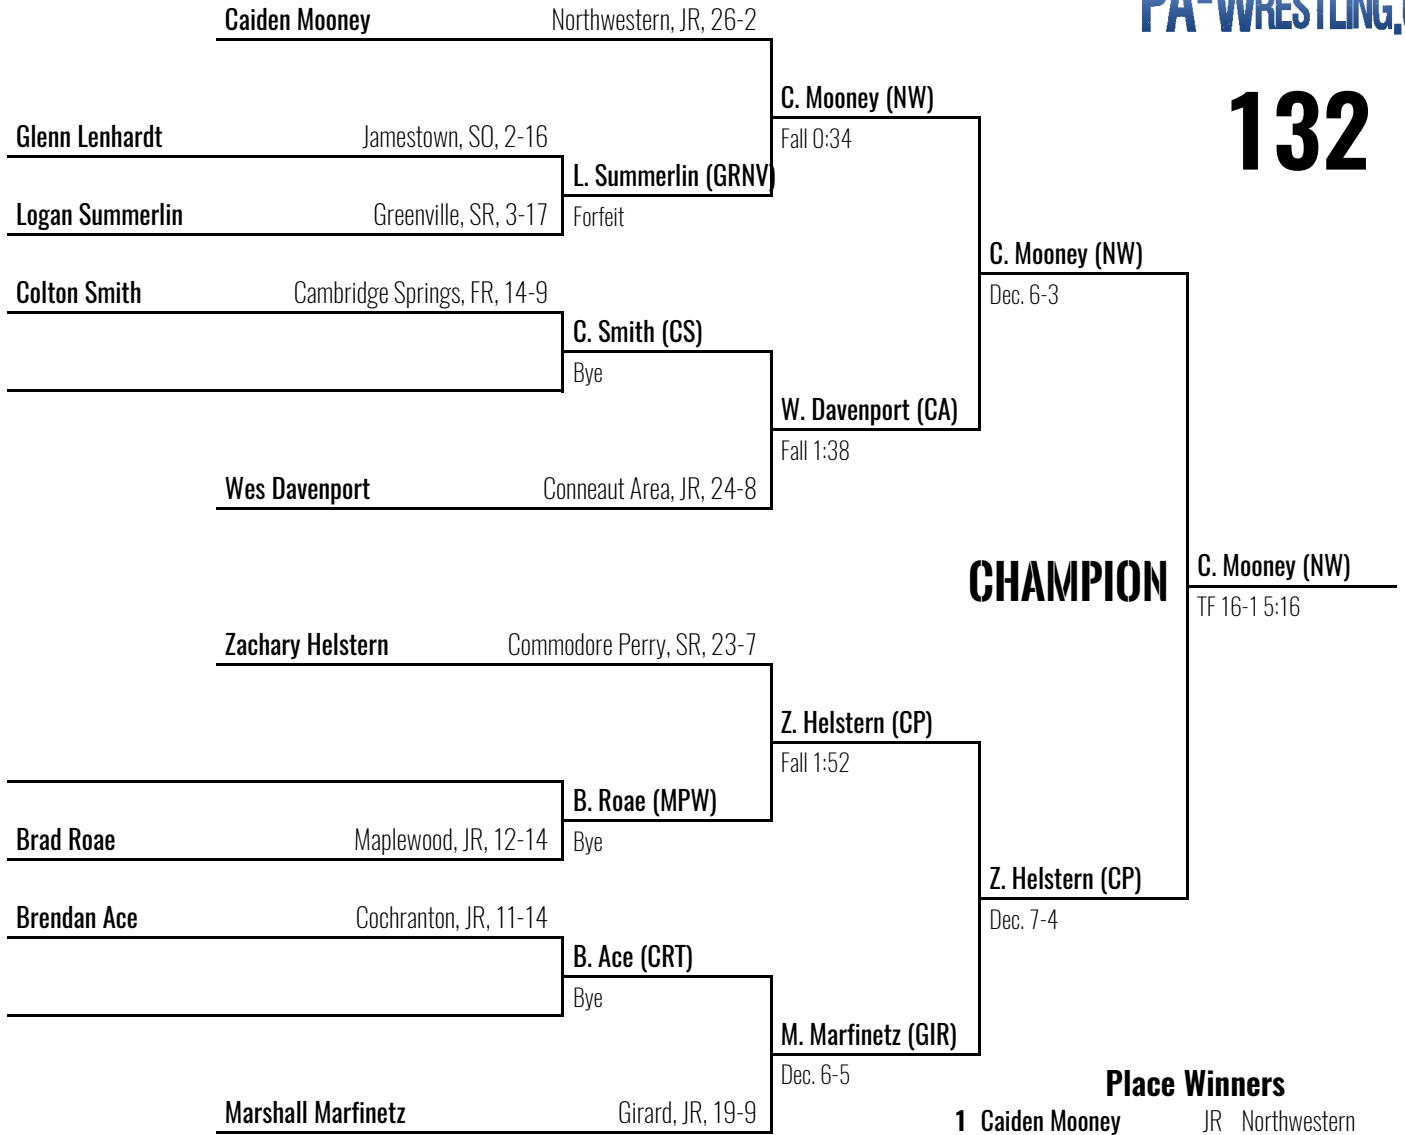 Caiden Mooney Northwestern, JR, 26-2
PA-WRESTLING.
C. Mooney (NW)
132
Glenn Lenhardt Jamestown, SO, 2-16
Fall 0:34
L. Summerlin (GRNV)
Logan Summerlin Greenville, SR, 3-17
Forfeit
C. Mooney (NW)
Colton Smith Cambridge Springs, FR, 14-9
Dec. 6-3
C. Smith (CS)
Bye
W. Davenport (CA)
Fall 1:38
Wes Davenport Conneaut Area, JR, 24-8
CHAMPION
C. Mooney (NW)
TF 16-1 5:16
Zachary Helstern Commodore Perry, SR, 23-7
Z. Helstern (CP)
Fall 1:52
B. Roae (MPW)
Brad Roae Maplewood, JR, 12-14
Bye
Z. Helstern (CP)
Brendan Ace Cochranton, JR, 11-14
Dec. 7-4
B. Ace (CRT)
Bye
M. Marfinetz (GIR)
Dec. 6-5
Place Winners
Marshall Marfinetz Girard, JR, 19-9
1 Caiden Mooney JR Northwestern